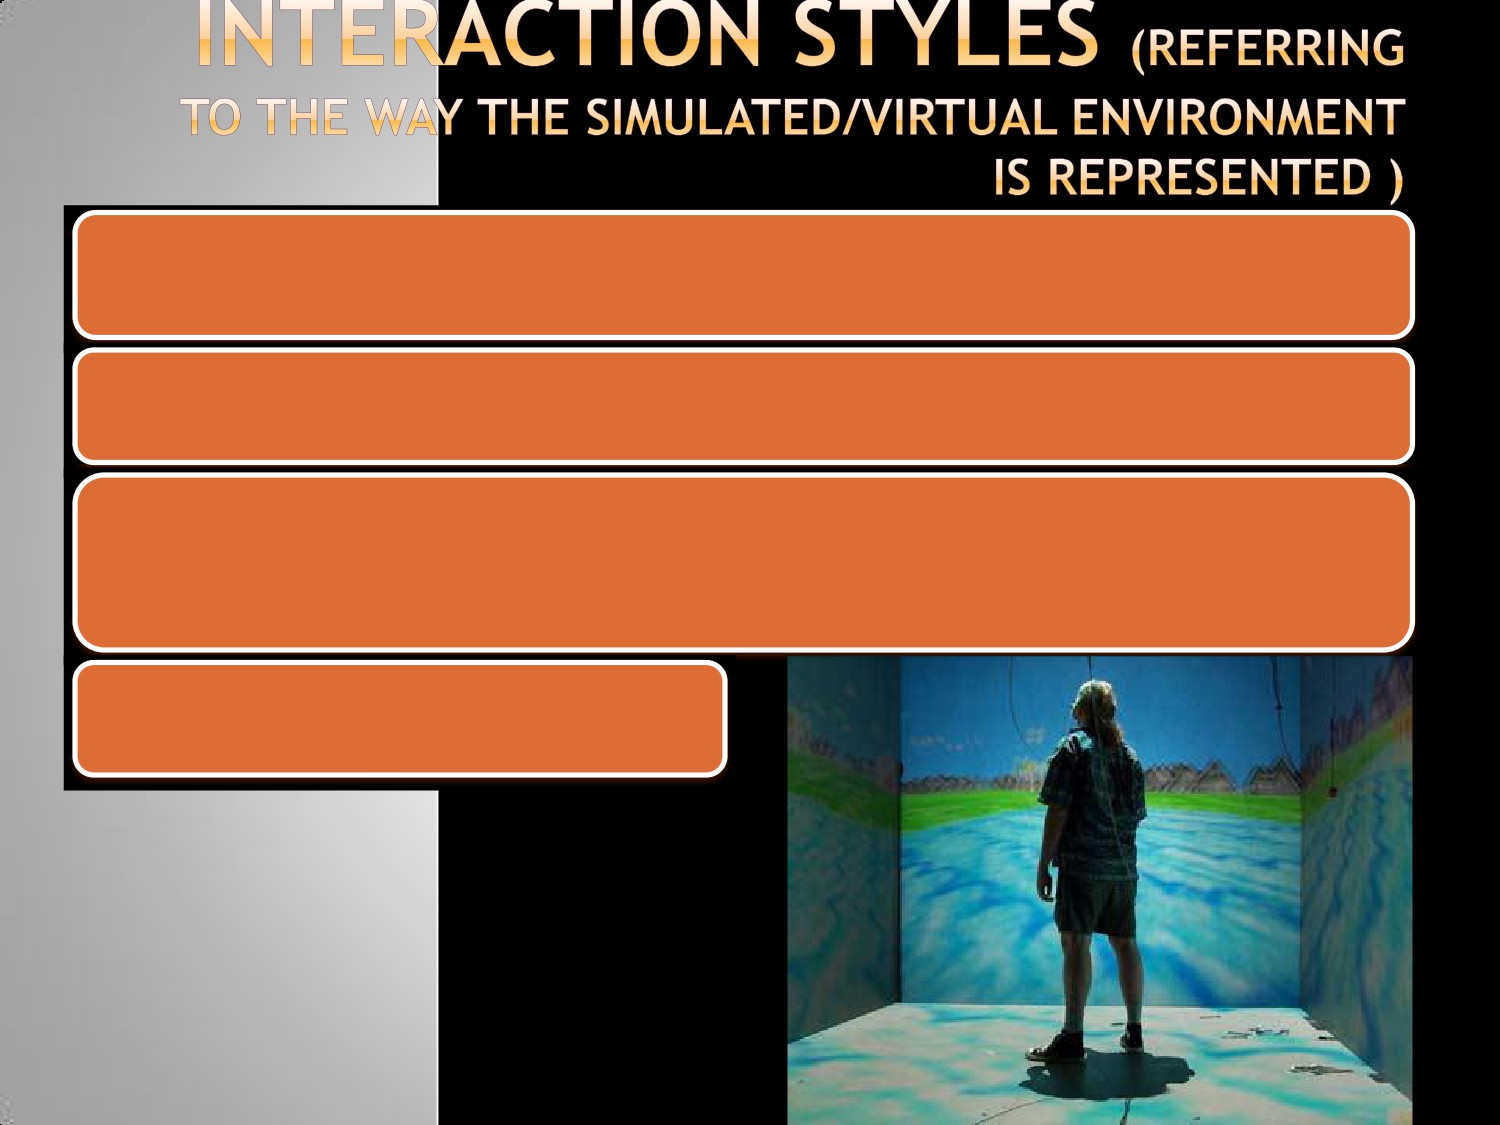 INTERACTION STYLES (REFERRING
TO THE WAY THE SIMULATED/VIRTUAL ENVIRONMENT
IS REPRESENTED )